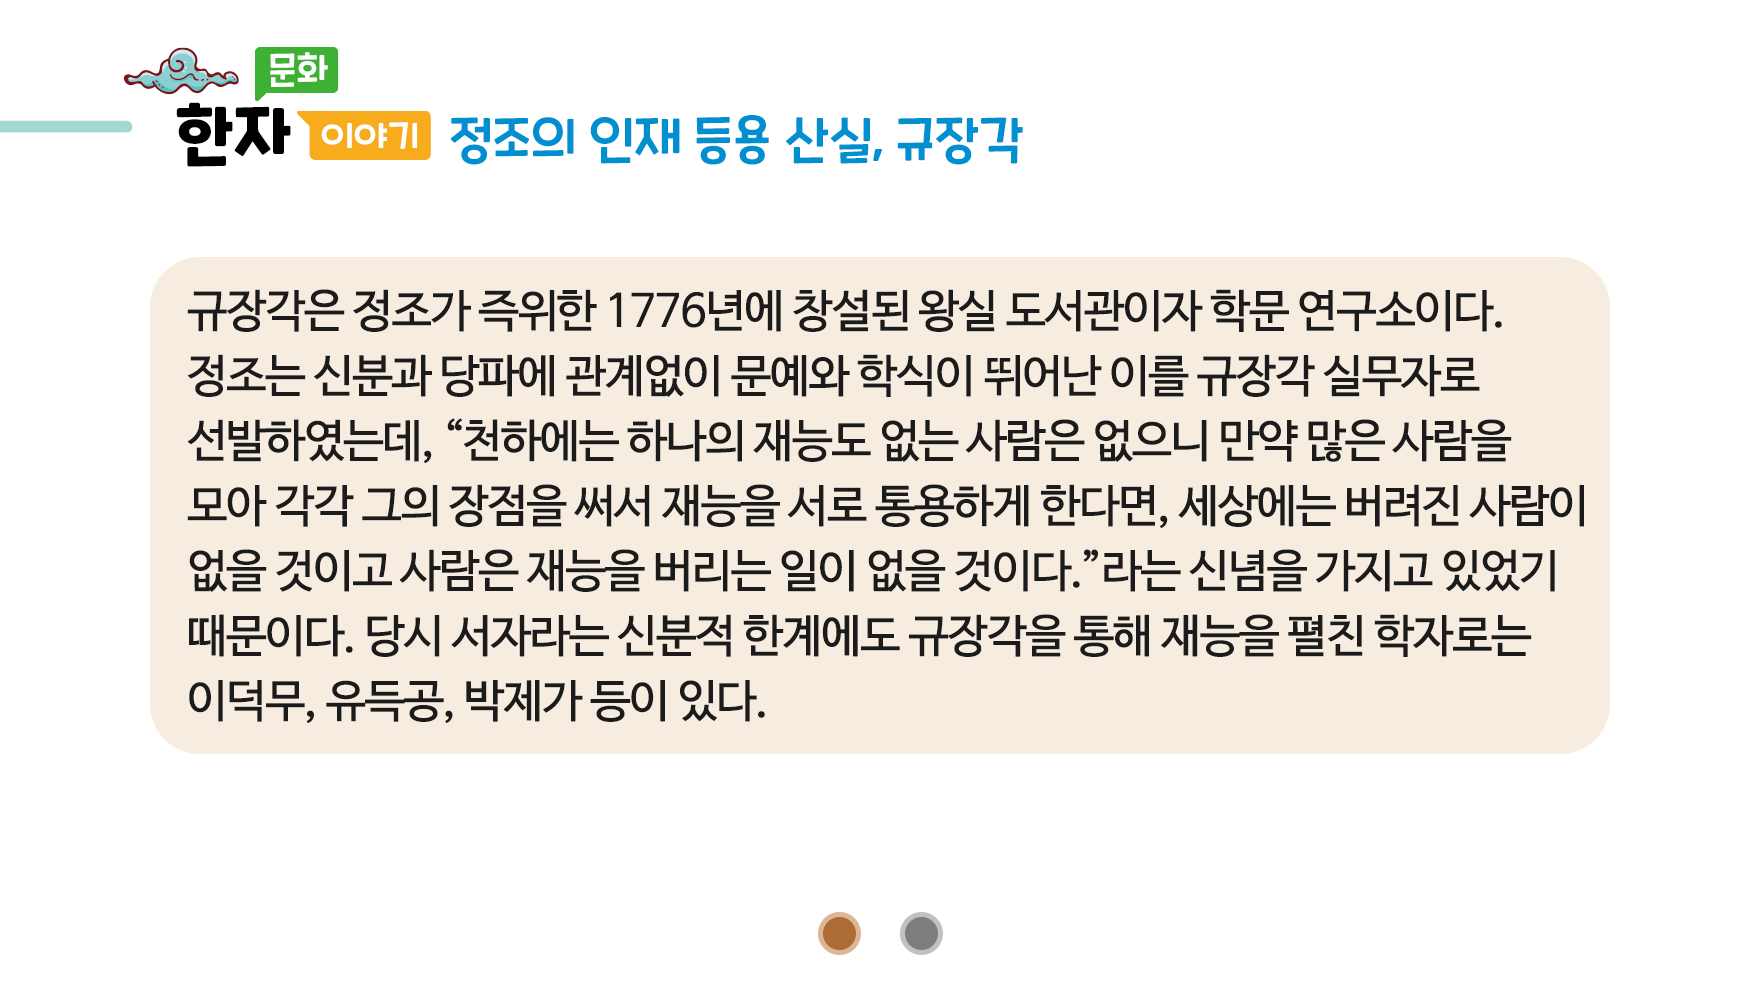 문화
한자 이야기 정조의 인재 등용 산실, 규장각
규장각은 정조가 즉위한 1776년에 창설된 왕실 도서관이자 학문 연구소이다.
정조는 신분과 당파에 관계없이 문예와 학식이 뛰어난 이를 규장각 실무자로
선발하였는데, “천하에는 하나의 재능도 없는 사람은 없으니 만약 많은 사람을
모아 각각 그의 장점을 써서 재능을 서로 통용하게 한다면, 세상에는 버려진 사람이
없을 것이고 사람은 재능을 버리는 일이 없을 것이다.”라는 신념을 가지고 있었기
때문이다. 당시 서자라는 신분적 한계에도 규장각을 통해 재능을 펼친 학자로는
이덕무, 유득공, 박제가 등이 있다.